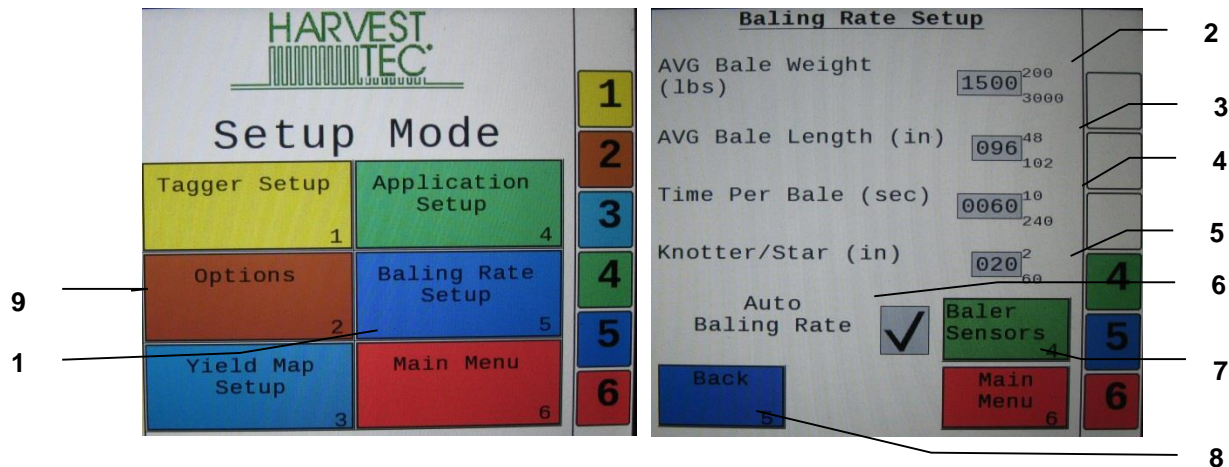 HARVEST
TEC
Setup Mode
Tagger Setup
1
Application
Setup
4
Options
2
Baling Rate
Setup
5
Yield Map
Setup
3
Main Menu
6
1
2
3
4
5
6
9
1
Baling Rate Setup
AVG Bale Weight
(lbs)
1500
200
3000
AVG Bale Length (in)
096
48
102
Time Per Bale (sec)
0060
10
240
Knotter/Star (in)
020
2
60
Auto
Baling Rate
Baler
Sensors
4
Back
5
Main
Menu
6
4
5
6
2
3
4
5
6
7
8